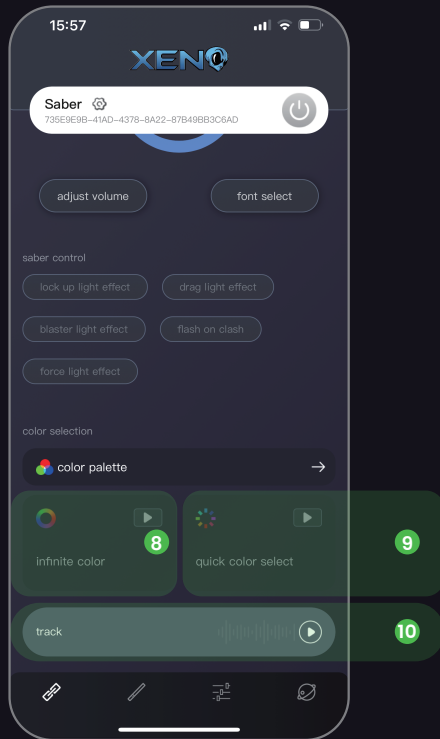 15:57
XENO
Saber
735E9E9B-41AD-4378-8A22-87B49BB3C6AD
adjust volume font select
saber control
lock up light effect drag light effect
blaster light effect flash on clash
force light effect
color selection
color palette
8 9
infinite color quick color select
track 10